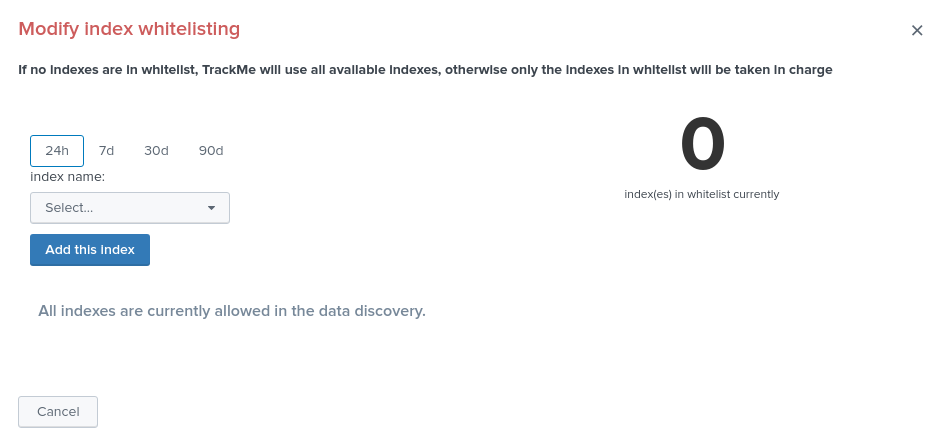 Modify index whitelisting
If no indexes are in whitelist, TrackMe will use all available indexes, otherwise only the indexes in whitelist will be taken in charge
24h 7d 30d 90d
index name:
Select...
Add this index
0
index(es) in whitelist currently
All indexes are currently allowed in the data discovery.
Cancel